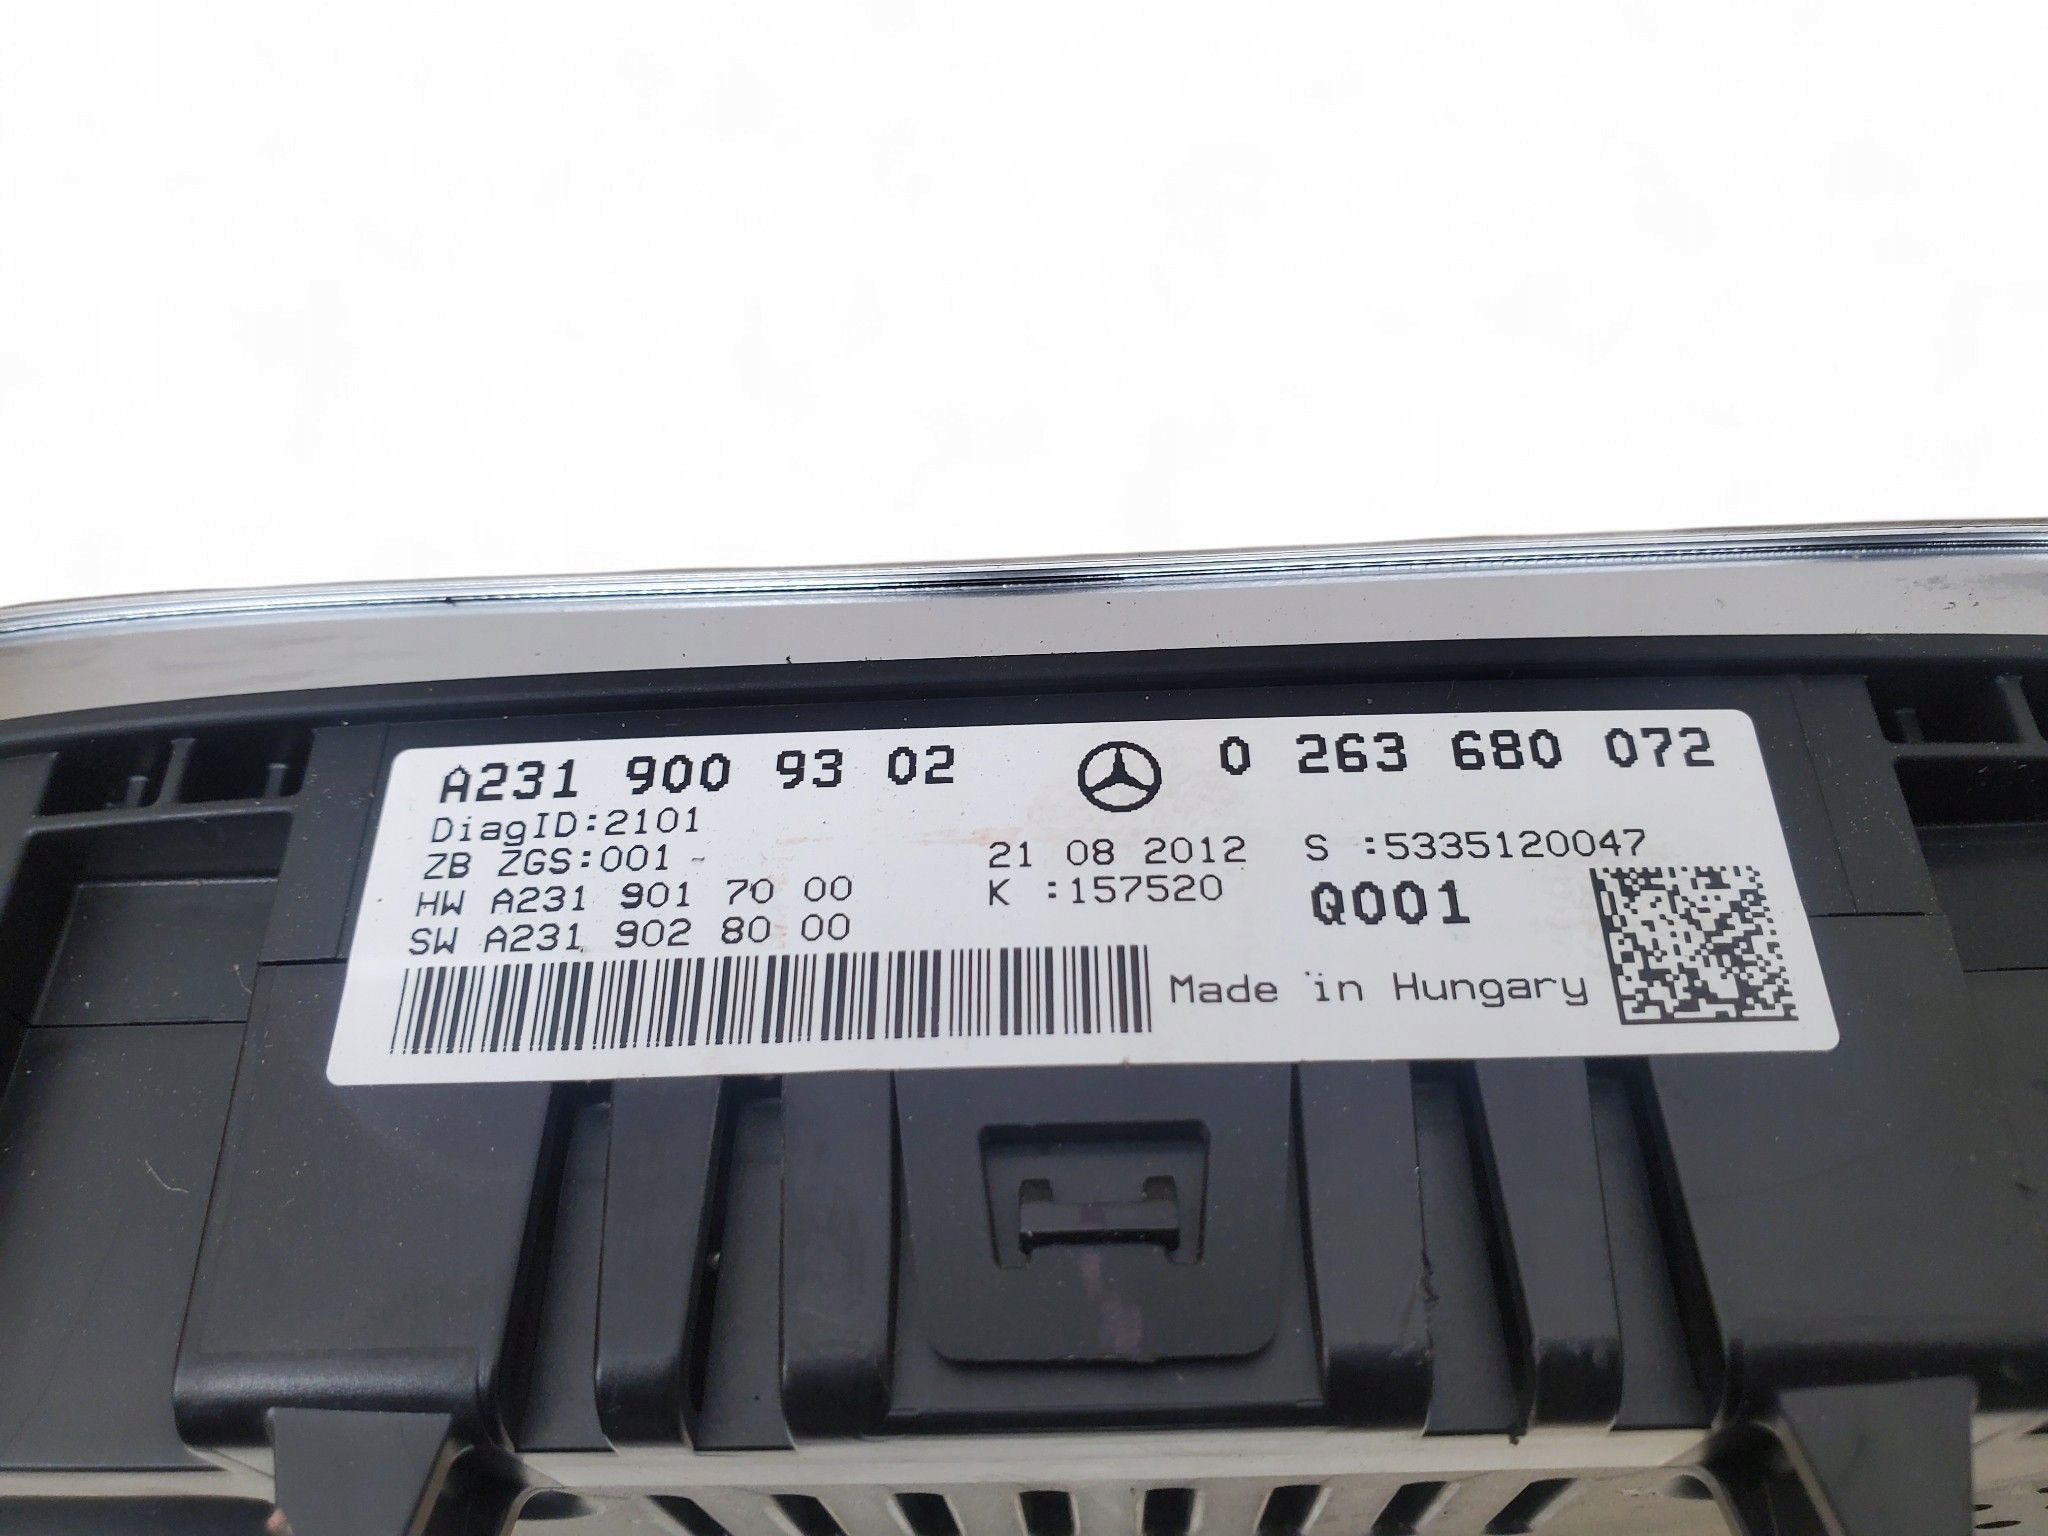 A231 900 93 02 0 263 680 072
DiagID:2101
ZB ZGS:001 21 08 2012 S :5335120047
HW A231 901 70 00 K :157520 Q001
SW A231 902 80 00
Made in Hungary